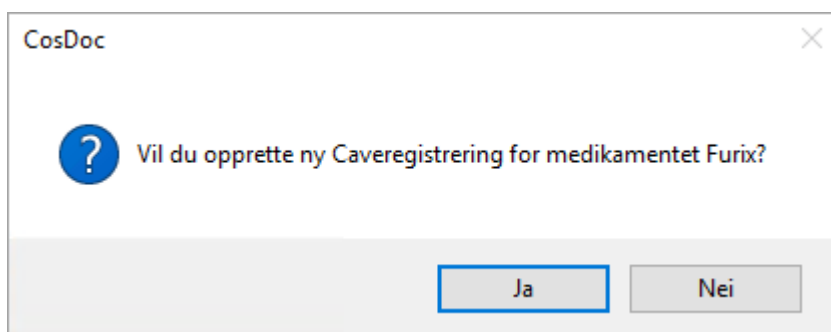 CosDoc
Vil du opprette ny Caveregistrering for medikamentet Furix?
Ja
Nei